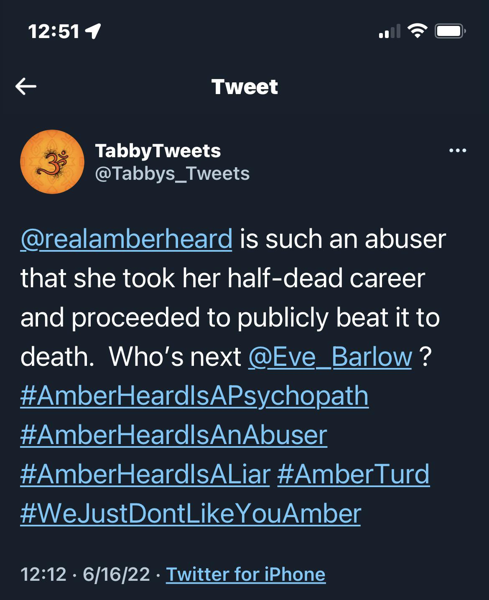 12:51
Tweet
TabbyTweets
@Tabbys_Tweets
@realamberheard is such an abuser
that she took her half-dead career
and proceeded to publicly beat it to
death.  Who’s next @Eve_Barlow ?
#AmberHeardIsAPsychopath
#AmberHeardIsAnAbuser
#AmberHeardIsALiar #AmberTurd
#WeJustDontLikeYouAmber
12:12 · 6/16/22 · Twitter for iPhone